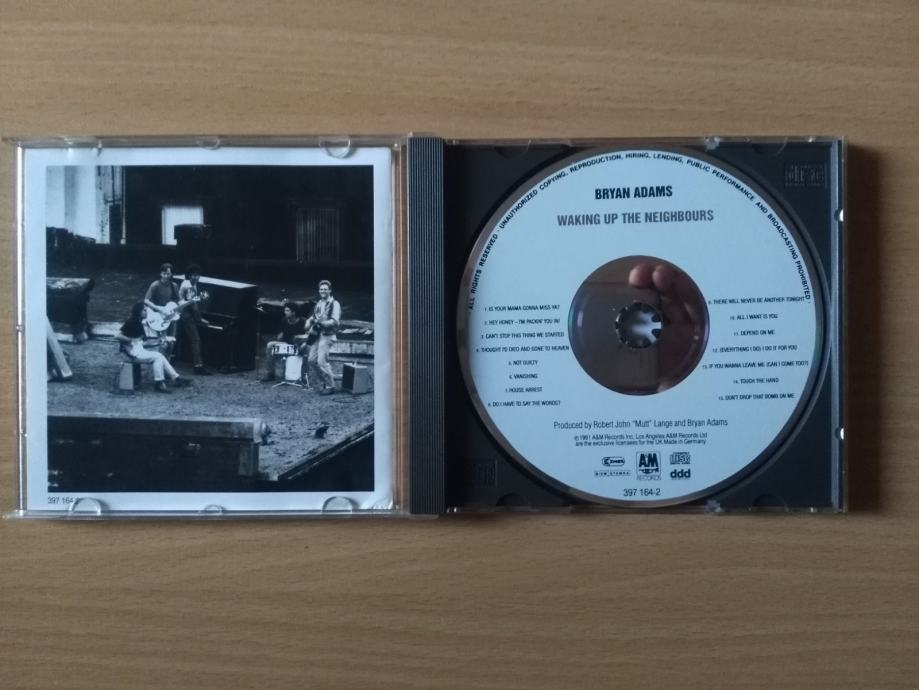 397 164-2
ALL RIGHTS RESERVED · UNAUTHORIZED COPYING, REPRODUCTION, HIRING, LENDING, PUBLIC PERFORMANCE AND BROADCASTING PROHIBITED ·
BRYAN ADAMS
WAKING UP THE NEIGHBOURS
1. IS YOUR MAMA GONNA MISS YA?
2. HEY HONEY – I'M PACKIN' YOU IN!
3. CAN'T STOP THIS THING WE STARTED
4. THOUGHT I'D DIED AND GONE TO HEAVEN
5. NOT GUILTY
6. VANISHING
7. HOUSE ARREST
8. DO I HAVE TO SAY THE WORDS?
9. THERE WILL NEVER BE ANOTHER TONIGHT
10. ALL I WANT IS YOU
11. DEPEND ON ME
12. (EVERYTHING I DO) I DO IT FOR YOU
13. IF YOU WANNA LEAVE ME (CAN I COME TOO?)
14. TOUCH THE HAND
15. DON'T DROP THAT BOMB ON ME
Produced by Robert John "Mutt" Lange and Bryan Adams
℗ 1991 A&M Records Inc. Los Angeles, A&M Records Ltd
are the exclusive licensees for the UK Made in Germany
A&M
RECORDS
disc
ddd
397 164-2